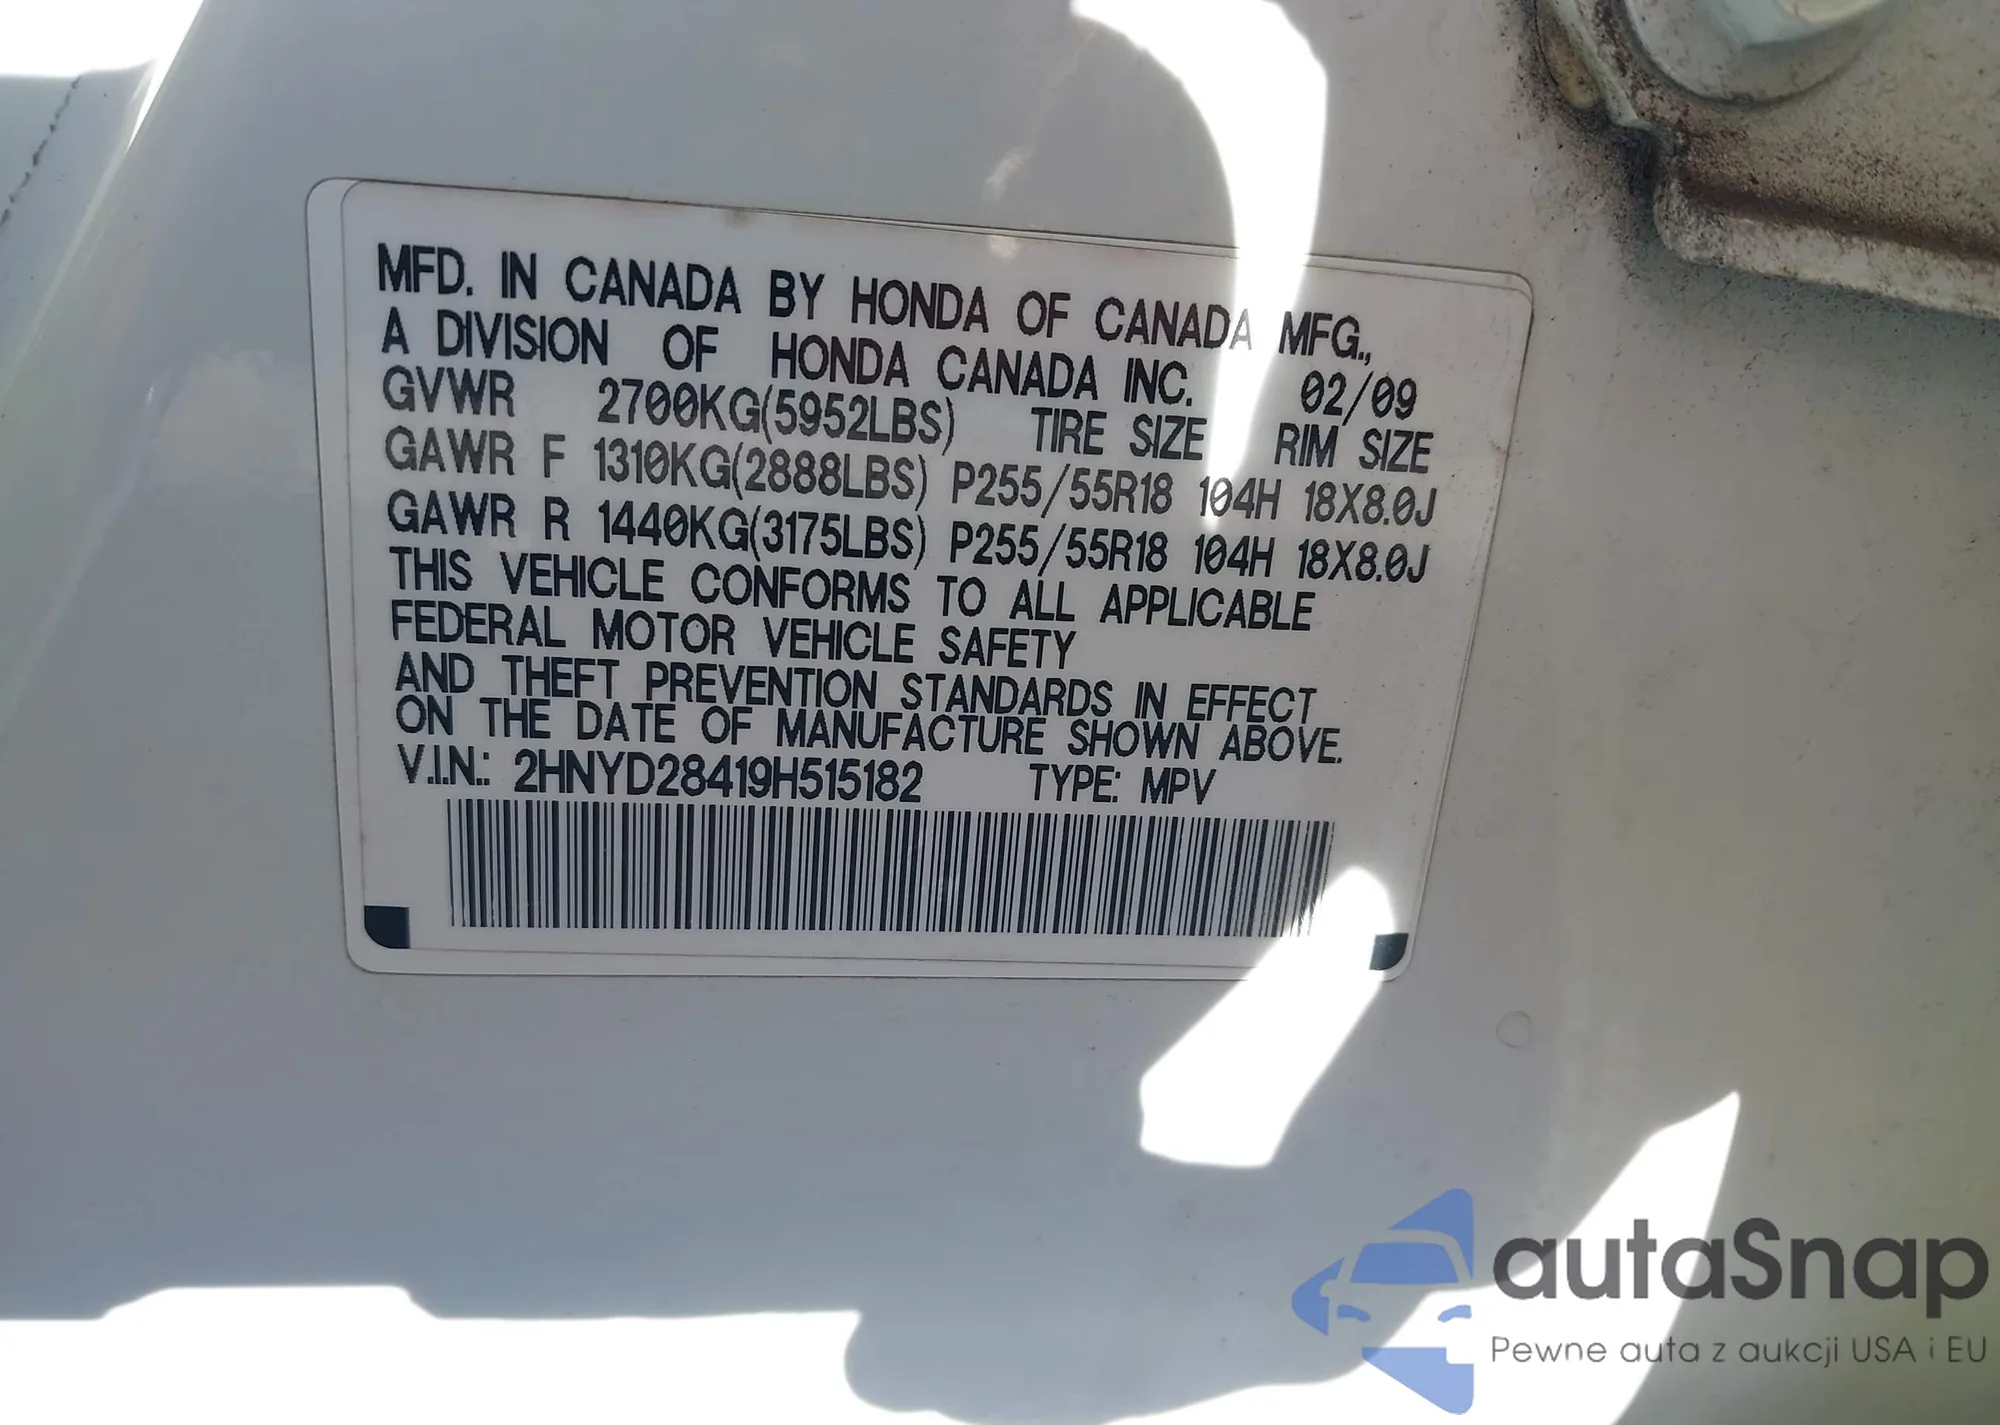 MFD. IN CANADA BY HONDA OF CANADA MFG.,
A DIVISION OF HONDA CANADA INC. 02/09
GVWR 2700KG(5952LBS) TIRE SIZE RIM SIZE
GAWR F 1310KG(2888LBS) P255/55R18 104H 18X8.0J
GAWR R 1440KG(3175LBS) P255/55R18 104H 18X8.0J
THIS VEHICLE CONFORMS TO ALL APPLICABLE
FEDERAL MOTOR VEHICLE SAFETY
AND THEFT PREVENTION STANDARDS IN EFFECT
ON THE DATE OF MANUFACTURE SHOWN ABOVE.
V.I.N.: 2HNYD28419H515182 TYPE: MPV
autaSnap
Pewne auta z aukcji USA i EU